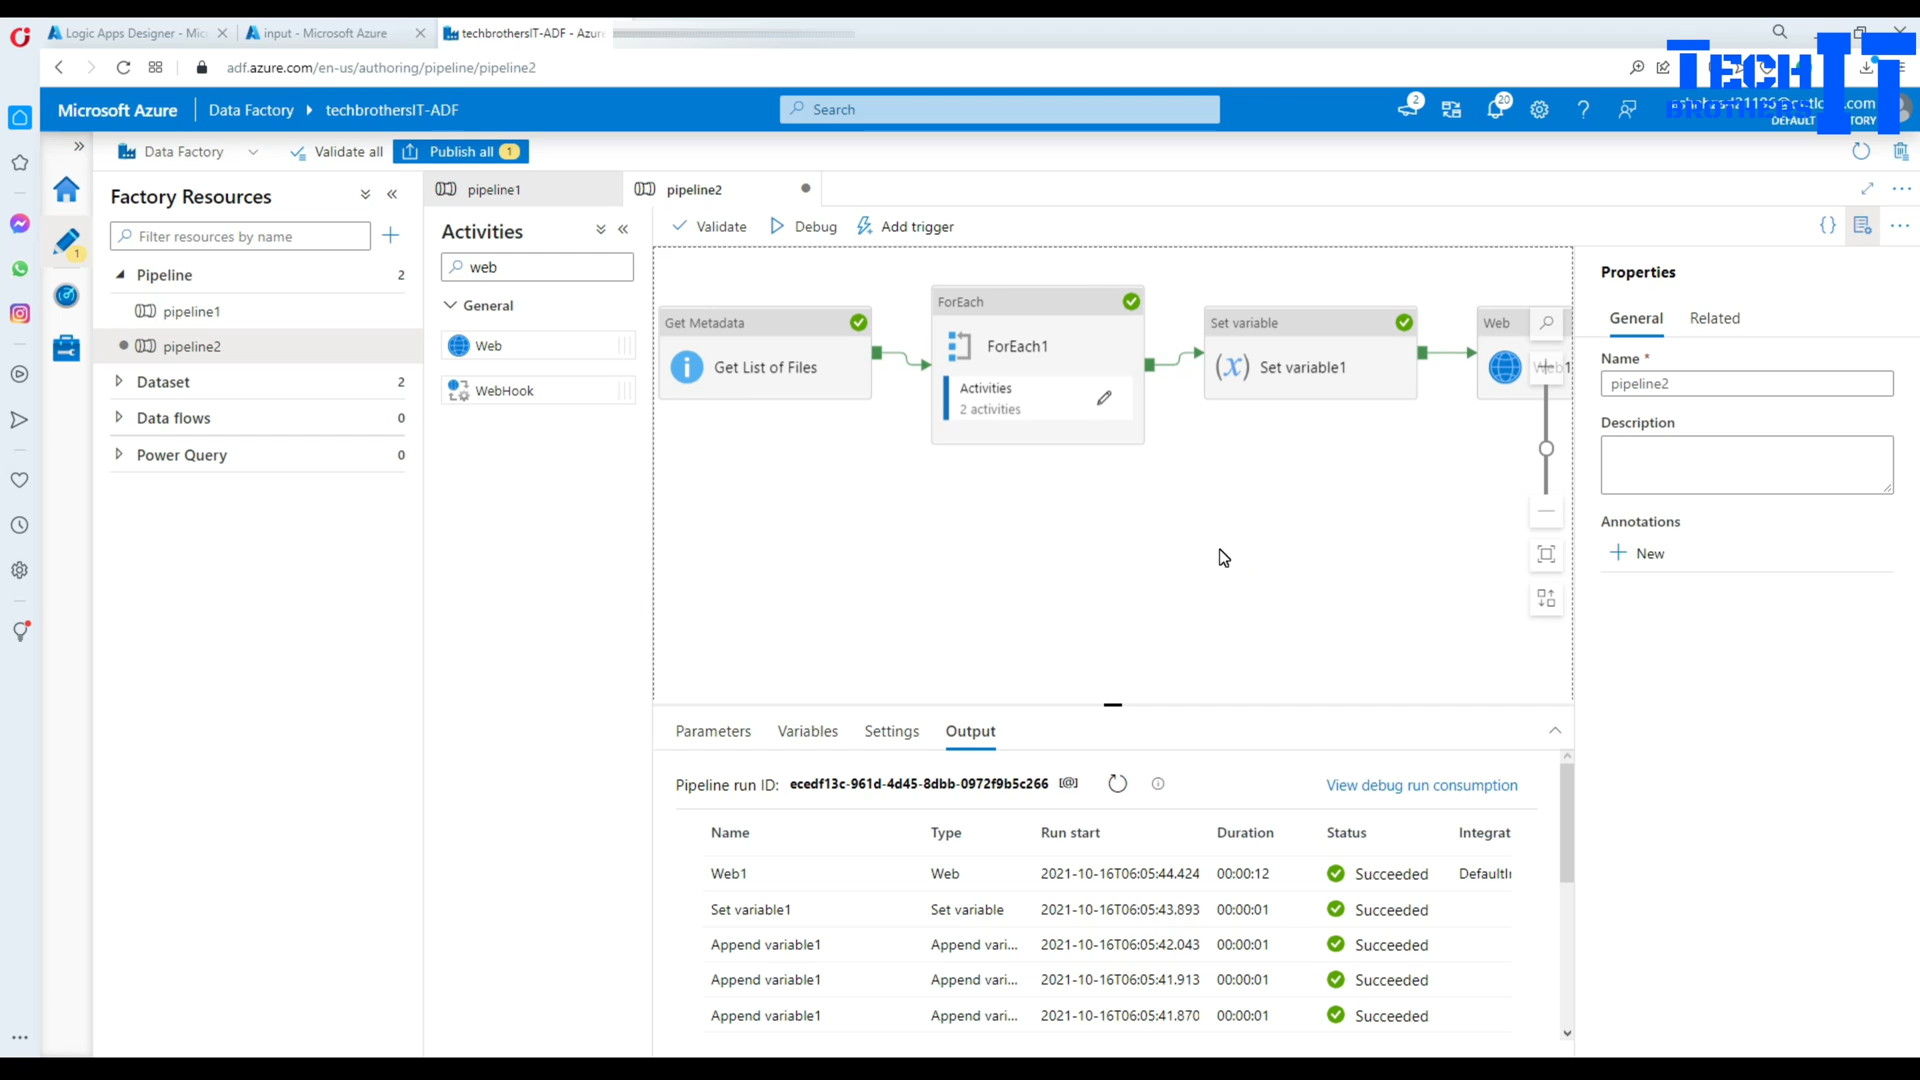 Logic Apps Designer - Mic
input - Microsoft Azure
techbrothersIT-ADF - Azure
adf.azure.com/en-us/authoring/pipeline/pipeline2
TECH IT
BROTHERS
Microsoft Azure
Data Factory
techbrothersIT-ADF
Search
2
20
DEFAULT
Data Factory
Validate all
Publish all
1
Factory Resources
Filter resources by name
1
Pipeline
2
pipeline1
pipeline2
Dataset
2
Data flows
0
Power Query
0
pipeline1
pipeline2
Activities
web
General
Web
WebHook
Validate
Debug
Add trigger
Get Metadata
Get List of Files
ForEach
ForEach1
Activities
2 activities
Set variable
(x)
Set variable1
Web
Web1
Properties
General
Related
Name *
pipeline2
Description
Annotations
New
Parameters
Variables
Settings
Output
Pipeline run ID: ecedf13c-961d-4d45-8dbb-0972f9b5c266 [@]
View debug run consumption
Name Type Run start Duration Status Integrat
Web1 Web 2021-10-16T06:05:44.424 00:00:12 Succeeded DefaultI
Set variable1 Set variable 2021-10-16T06:05:43.893 00:00:01 Succeeded
Append variable1 Append vari... 2021-10-16T06:05:42.043 00:00:01 Succeeded
Append variable1 Append vari... 2021-10-16T06:05:41.913 00:00:01 Succeeded
Append variable1 Append vari... 2021-10-16T06:05:41.870 00:00:01 Succeeded